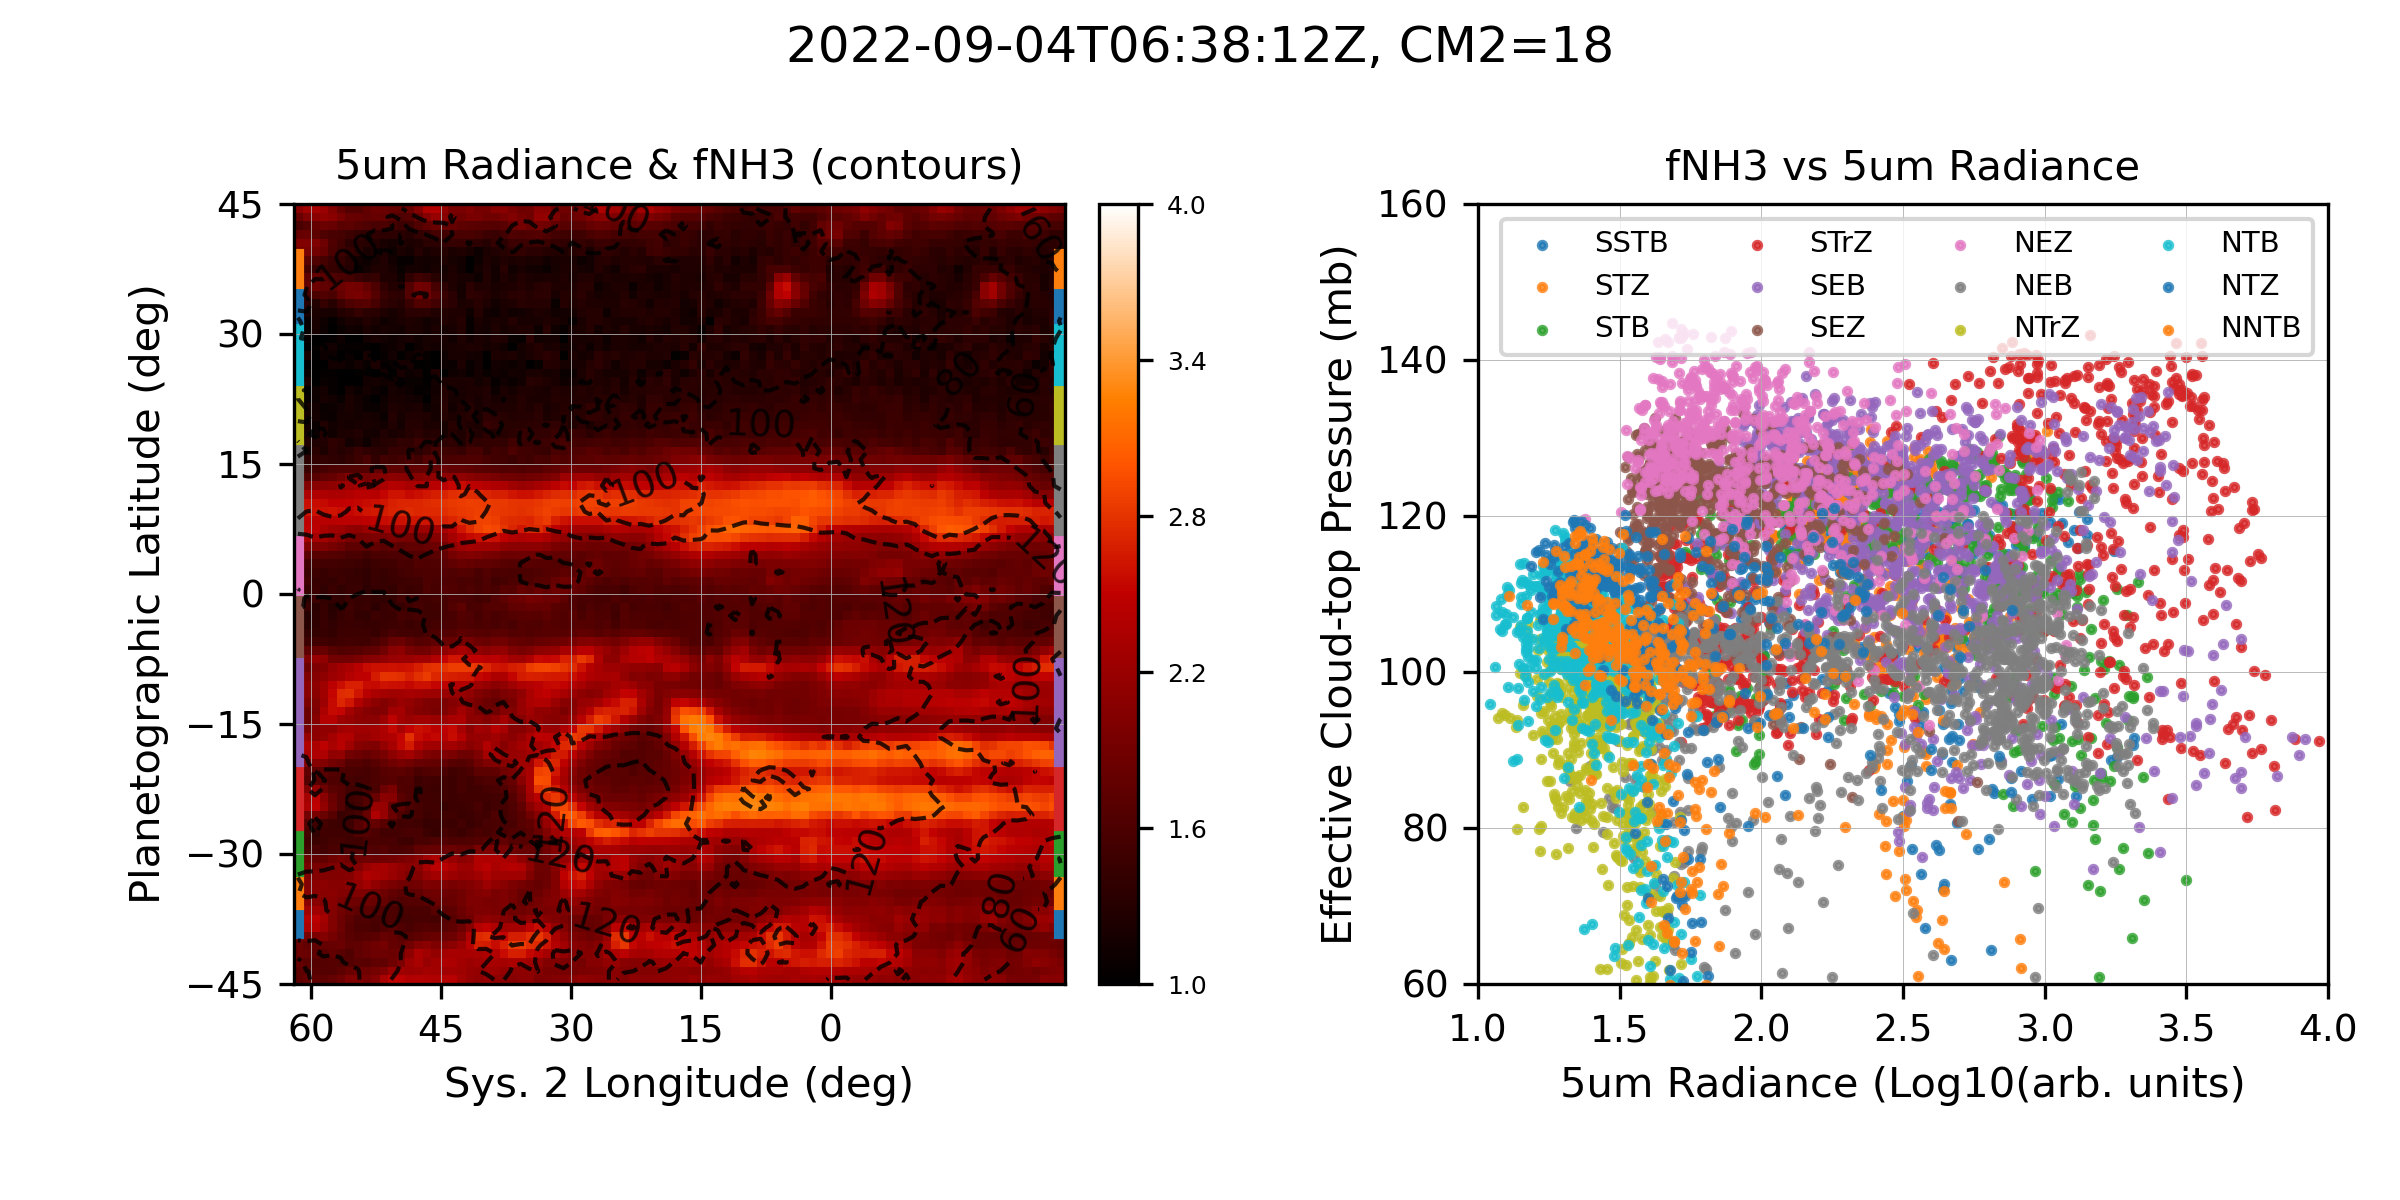 2022-09-04T06:38:12Z, CM2=18
5um Radiance & fNH3 (contours)
45
30
15
0
−15
−30
−45
Planetographic Latitude (deg)
60
45
30
15
0
Sys. 2 Longitude (deg)
100
60
80
60
100
100
100
120
120
100
100
120
120
120
100
120
80
60
4.0
3.4
2.8
2.2
1.6
1.0
fNH3 vs 5um Radiance
160
140
120
100
80
60
Effective Cloud-top Pressure (mb)
SSTB
STZ
STB
STrZ
SEB
SEZ
NEZ
NEB
NTrZ
NTB
NTZ
NNTB
1.0
1.5
2.0
2.5
3.0
3.5
4.0
5um Radiance (Log10(arb. units)